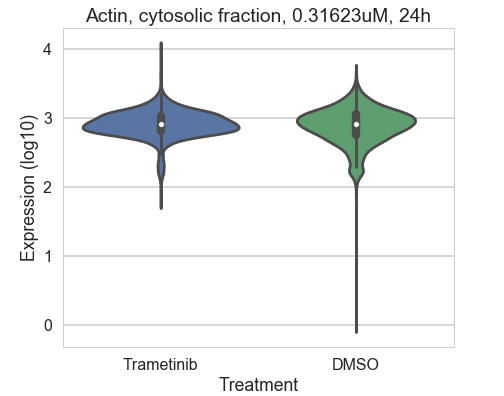 Actin, cytosolic fraction, 0.31623uM, 24h
Expression (log10)
4
3
2
1
0
Trametinib DMSO
Treatment